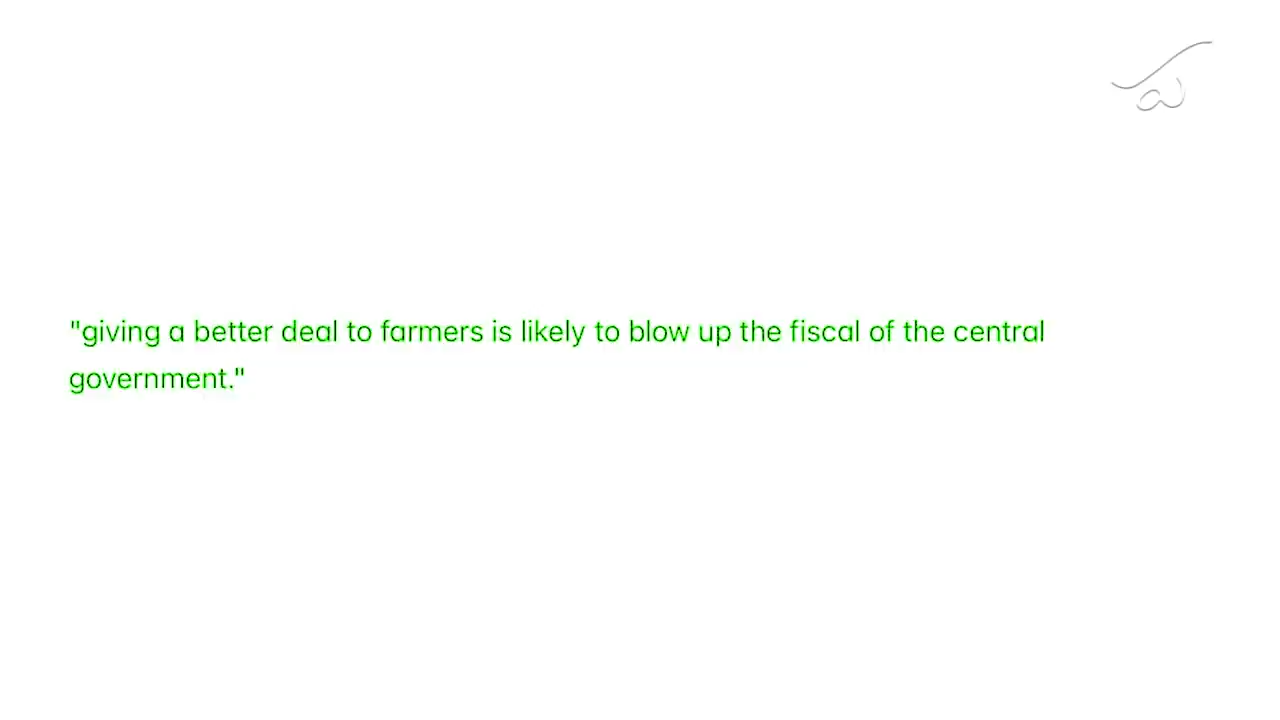 "giving a better deal to farmers is likely to blow up the fiscal of the central
government."